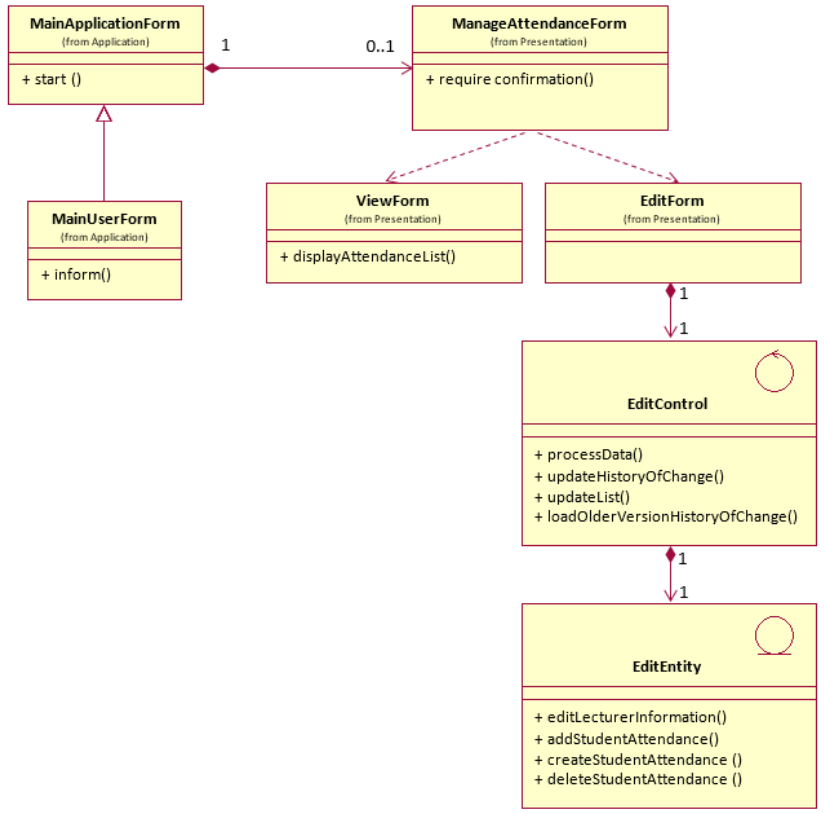 MainApplicationForm
(from Application)
+ start ()
1
0..1
ManageAttendanceForm
(from Presentation)
+ require confirmation()
MainUserForm
(from Application)
+ inform()
ViewForm
(from Presentation)
+ displayAttendanceList()
EditForm
(from Presentation)
1
1
EditControl
+ processData()
+ updateHistoryOfChange()
+ updateList()
+ loadOlderVersionHistoryOfChange()
1
1
EditEntity
+ editLecturerInformation()
+ addStudentAttendance()
+ createStudentAttendance ()
+ deleteStudentAttendance ()